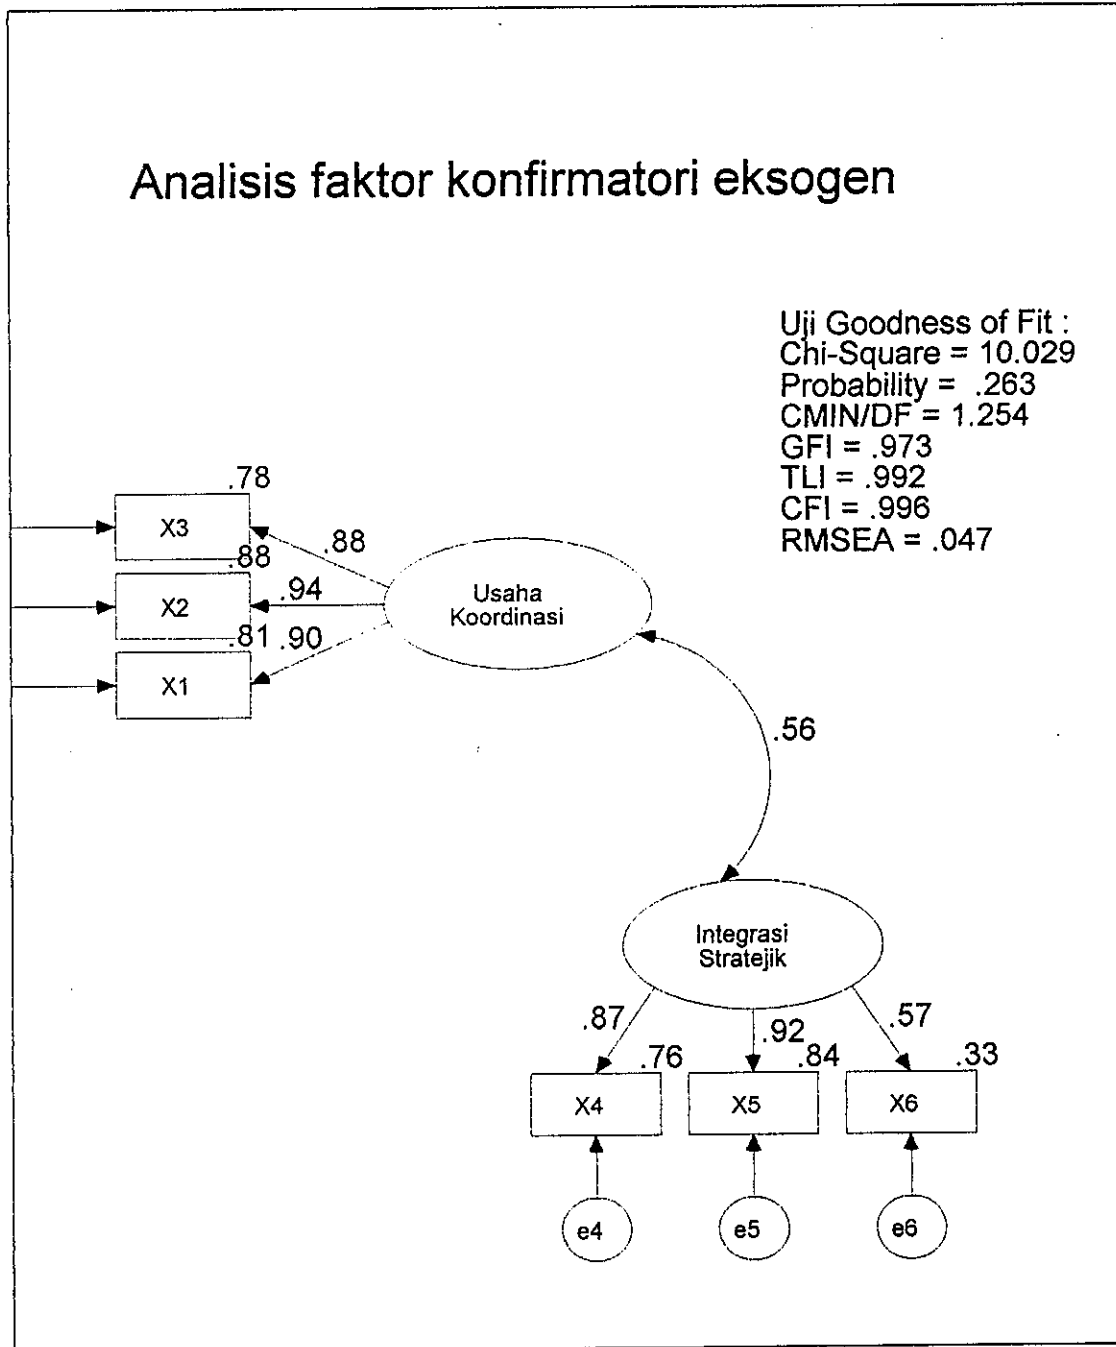 Analisis faktor konfirmatori eksogen
Uji Goodness of Fit :
Chi-Square = 10.029
Probability = .263
CMIN/DF = 1.254
GFI = .973
TLI = .992
CFI = .996
RMSEA = .047
.78
X3
.88
.88
X2
.94
.81
.90
X1
Usaha
Koordinasi
.56
Integrasi
Stratejik
.87
.92
.57
.76
.84
.33
X4
X5
X6
e4
e5
e6